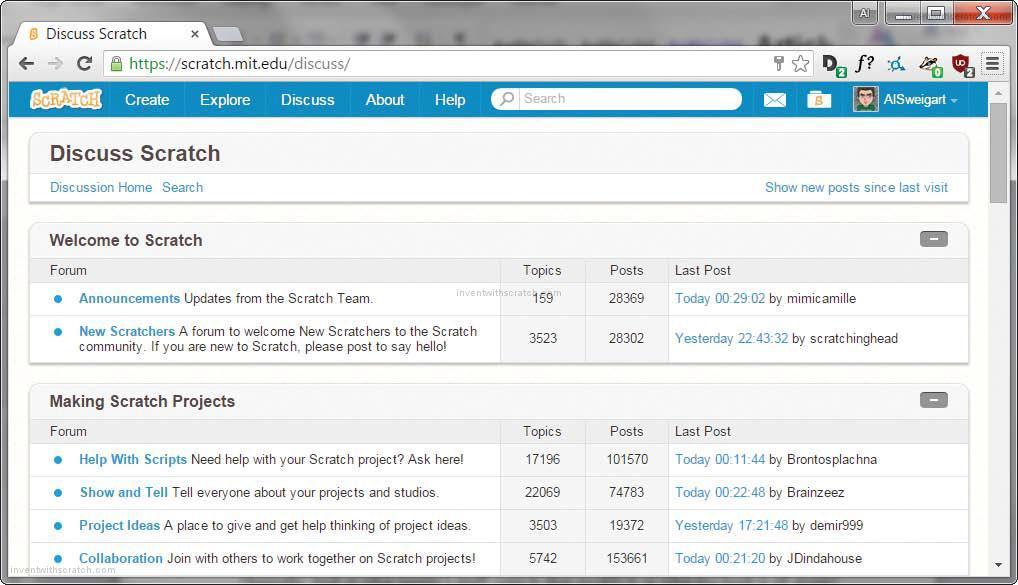 AI
Discuss Scratch
https://scratch.mit.edu/discuss/
D 2 f? 0 UD 2
SCRATCH Create Explore Discuss About Help Search AlSweigart
Discuss Scratch
Discussion Home Search Show new posts since last visit
Welcome to Scratch
Forum Topics Posts Last Post
inventwithscratch.com
Announcements Updates from the Scratch Team. 159 28369 Today 00:29:02 by mimicamille
New Scratchers A forum to welcome New Scratchers to the Scratch
community. If you are new to Scratch, please post to say hello! 3523 28302 Yesterday 22:43:32 by scratchinghead
Making Scratch Projects
Forum Topics Posts Last Post
Help With Scripts Need help with your Scratch project? Ask here! 17196 101570 Today 00:11:44 by Brontosplachna
Show and Tell Tell everyone about your projects and studios. 22069 74783 Today 00:22:48 by Brainzeez
Project Ideas A place to give and get help thinking of project ideas. 3503 19372 Yesterday 17:21:48 by demir999
Collaboration Join with others to work together on Scratch projects! 5742 153661 Today 00:21:20 by JDindahouse
inventwithscratch.com